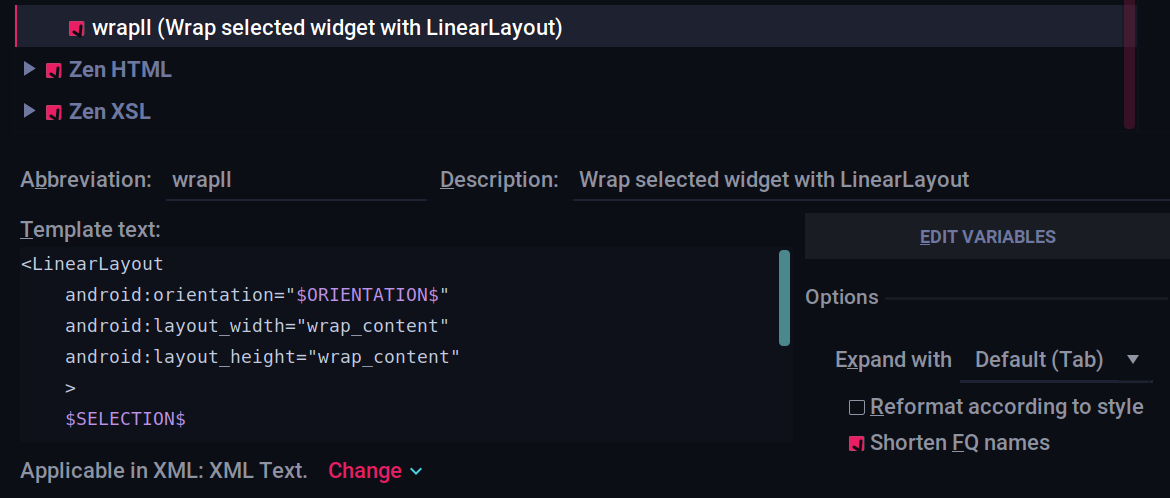 wrapll (Wrap selected widget with LinearLayout)
Zen HTML
Zen XSL
Abbreviation: wrapll Description: Wrap selected widget with LinearLayout
Template text:
EDIT VARIABLES
<LinearLayout
android:orientation="$ORIENTATION$"
android:layout_width="wrap_content"
android:layout_height="wrap_content"
>
$SELECTION$
Options
Expand with Default (Tab)
Reformat according to style
Shorten FQ names
Applicable in XML: XML Text. Change